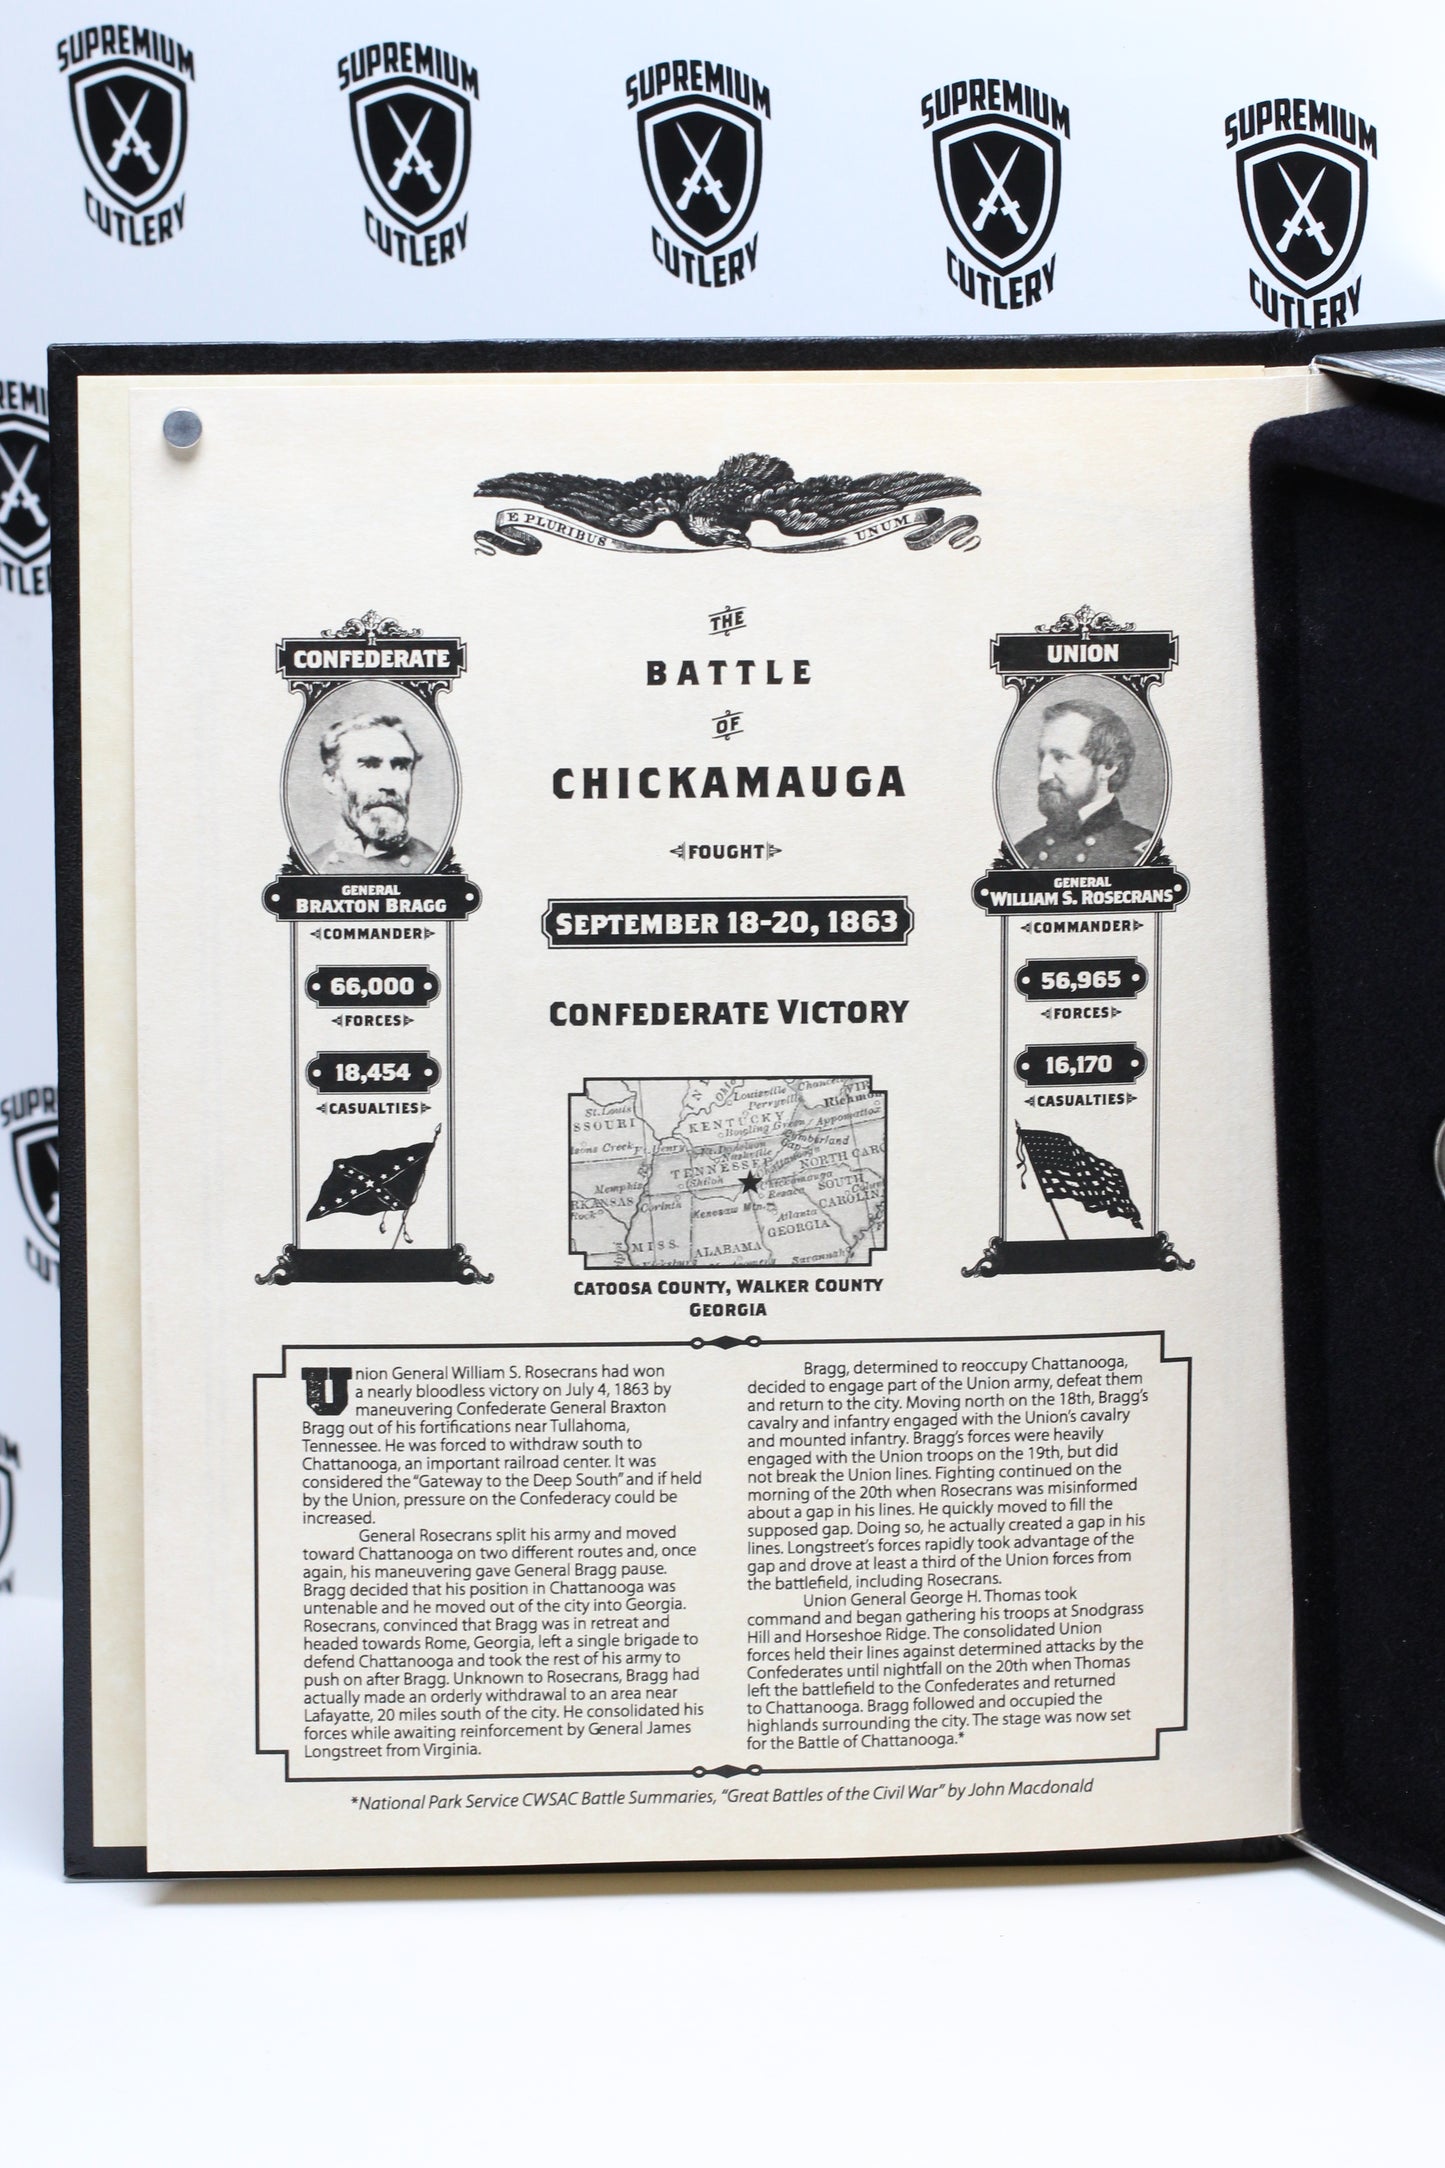 SUPREMIUM
CUTLERY
SUPREMIUM
CUTLERY
SUPREMIUM
CUTLERY
SUPREMIUM
CUTLERY
SUPREMIUM
CUTLERY
E PLURIBUS UNUM
THE
BATTLE
OF
CHICKAMAUGA
FOUGHT
SEPTEMBER 18-20, 1863
CONFEDERATE VICTORY
CONFEDERATE
GENERAL
BRAXTON BRAGG
COMMANDER
66,000
FORCES
18,454
CASUALTIES
UNION
GENERAL
WILLIAM S. ROSECRANS
COMMANDER
56,965
FORCES
16,170
CASUALTIES
Louisville
Perryville
St. Louis
SSOURI
KENTUCKY
Bowling Green
Appomattox
Nashville
TENNESSEE
NORTH CAR
Shiloh
Chickamauga
Resaca
SOUTH
CAROLIN
Memphis
RKANSAS
Corinth
Kenesaw Mtn.
Atlanta
GEORGIA
MISS.
ALABAMA
Savannah
CATOOSA COUNTY, WALKER COUNTY
GEORGIA
Union General William S. Rosecrans had won
a nearly bloodless victory on July 4, 1863 by
maneuvering Confederate General Braxton
Bragg out of his fortifications near Tullahoma,
Tennessee. He was forced to withdraw south to
Chattanooga, an important railroad center. It was
considered the "Gateway to the Deep South" and if held
by the Union, pressure on the Confederacy could be
increased.
General Rosecrans split his army and moved
toward Chattanooga on two different routes and, once
again, his maneuvering gave General Bragg pause.
Bragg decided that his position in Chattanooga was
untenable and he moved out of the city into Georgia.
Rosecrans, convinced that Bragg was in retreat and
headed towards Rome, Georgia, left a single brigade to
defend Chattanooga and took the rest of his army to
push on after Bragg. Unknown to Rosecrans, Bragg had
actually made an orderly withdrawal to an area near
Lafayatte, 20 miles south of the city. He consolidated his
forces while awaiting reinforcement by General James
Longstreet from Virginia.
Bragg, determined to reoccupy Chattanooga,
decided to engage part of the Union army, defeat them
and return to the city. Moving north on the 18th, Bragg's
cavalry and infantry engaged with the Union's cavalry
and mounted infantry. Bragg's forces were heavily
engaged with the Union troops on the 19th, but did
not break the Union lines. Fighting continued on the
morning of the 20th when Rosecrans was misinformed
about a gap in his lines. He quickly moved to fill the
supposed gap. Doing so, he actually created a gap in his
lines. Longstreet's forces rapidly took advantage of the
gap and drove at least a third of the Union forces from
the battlefield, including Rosecrans.
Union General George H. Thomas took
command and began gathering his troops at Snodgrass
Hill and Horseshoe Ridge. The consolidated Union
forces held their lines against determined attacks by the
Confederates until nightfall on the 20th when Thomas
left the battlefield to the Confederates and returned
to Chattanooga. Bragg followed and occupied the
highlands surrounding the city. The stage was now set
for the Battle of Chattanooga.*
*National Park Service CWSAC Battle Summaries, "Great Battles of the Civil War" by John Macdonald